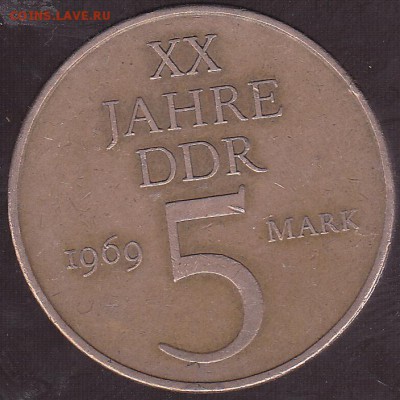 COINS.LAVE.RU
XX
JAHRE
DDR
1969 5 MARK